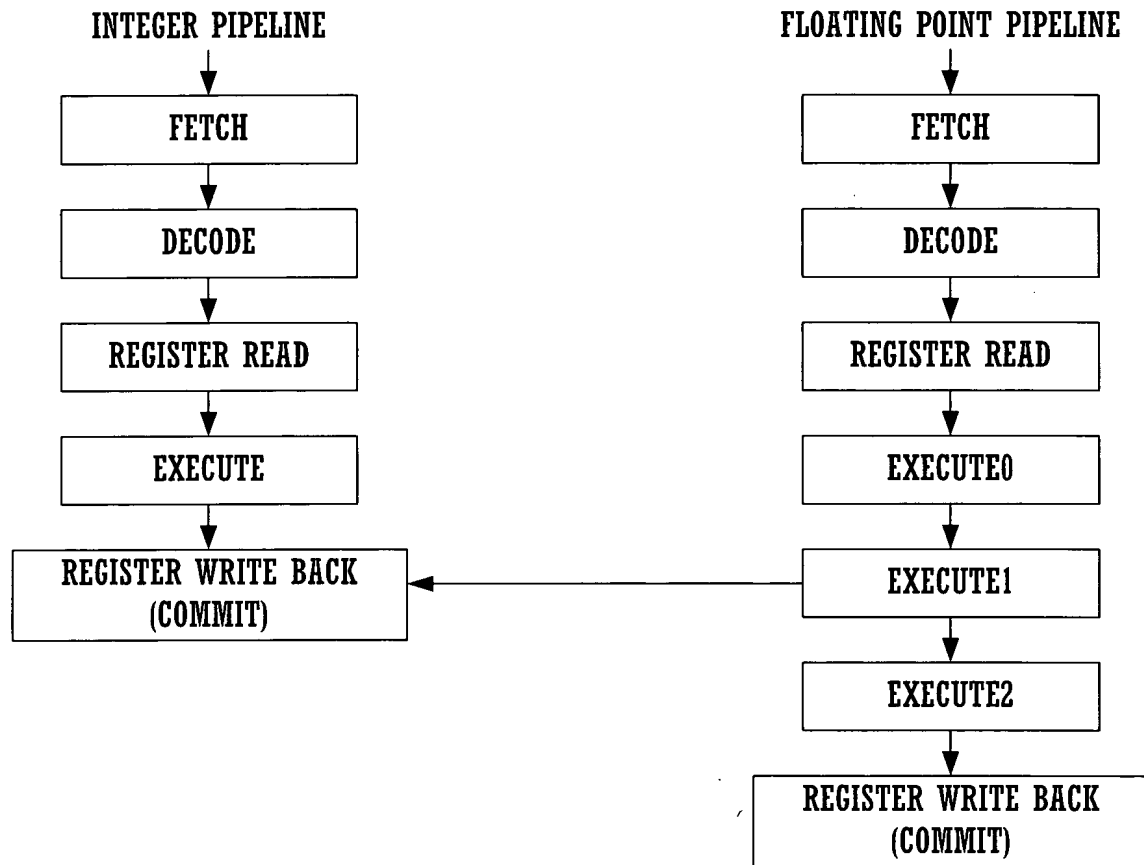 INTEGER PIPELINE
FETCH
DECODE
REGISTER READ
EXECUTE
REGISTER WRITE BACK
(COMMIT)
FLOATING POINT PIPELINE
FETCH
DECODE
REGISTER READ
EXECUTE0
EXECUTE1
EXECUTE2
REGISTER WRITE BACK
(COMMIT)